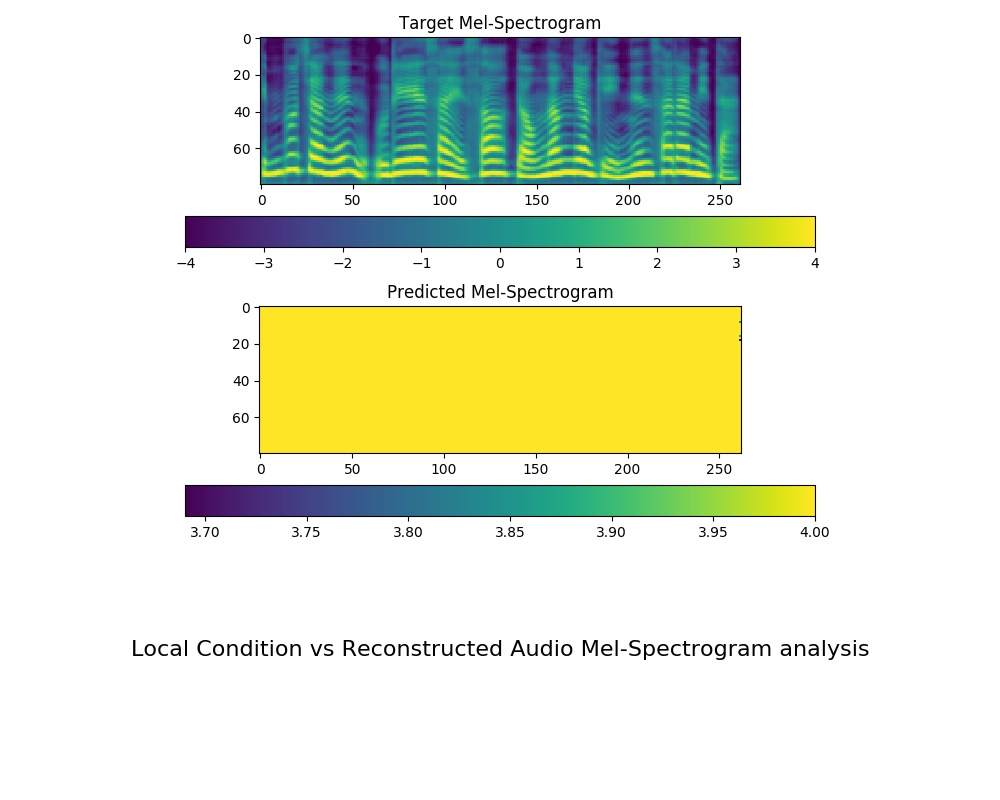 Target Mel-Spectrogram
0
20
40
60
0 50 100 150 200 250
−4 −3 −2 −1 0 1 2 3 4
Predicted Mel-Spectrogram
0
20
40
60
0 50 100 150 200 250
3.70 3.75 3.80 3.85 3.90 3.95 4.00
Local Condition vs Reconstructed Audio Mel-Spectrogram analysis